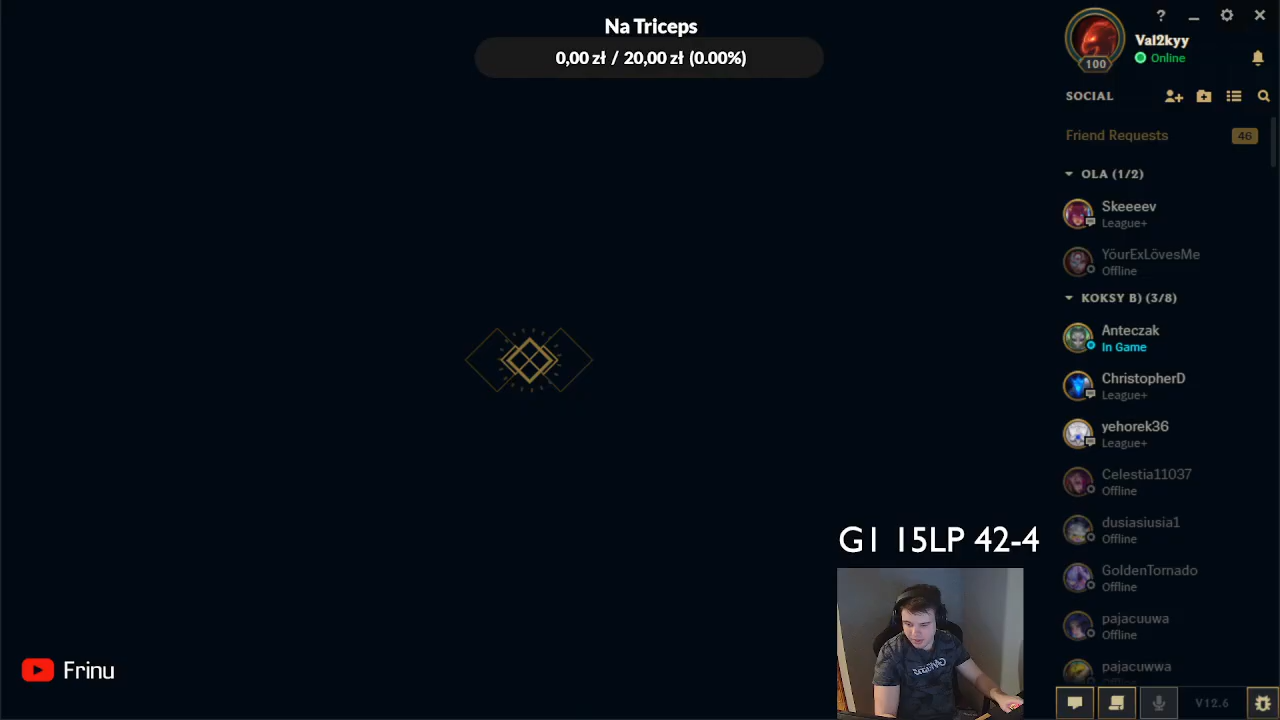 Na Triceps
0,00 zł / 20,00 zł (0.00%)
?
Val2kyy
100
Online
SOCIAL
Friend Requests
46
OLA (1/2)
Skeeeev
League+
YöurExLövesMe
Offline
KOKSY B) (3/8)
Anteczak
In Game
ChristopherD
League+
yehorek36
League+
Celestia11037
Offline
dusiasiusia1
Offline
GoldenTornado
Offline
pajacuuwa
Offline
pajacuwwa
Offline
G1 15LP 42-4
Frinu
V12.6